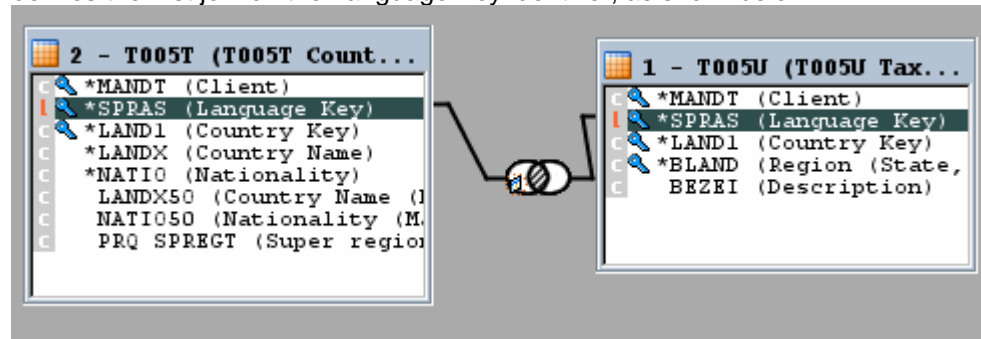 2 - T005T (T005T Count...
c *MANDT (Client)
l *SPRAS (Language Key)
c *LAND1 (Country Key)
c *LANDX (Country Name)
c *NATIO (Nationality)
c LANDX50 (Country Name (
c NATIO50 (Nationality (M
c PRQ SPREGT (Super region
1 - T005U (T005U Tax...
c *MANDT (Client)
l *SPRAS (Language Key)
c *LAND1 (Country Key)
c *BLAND (Region (State,
c BEZEI (Description)